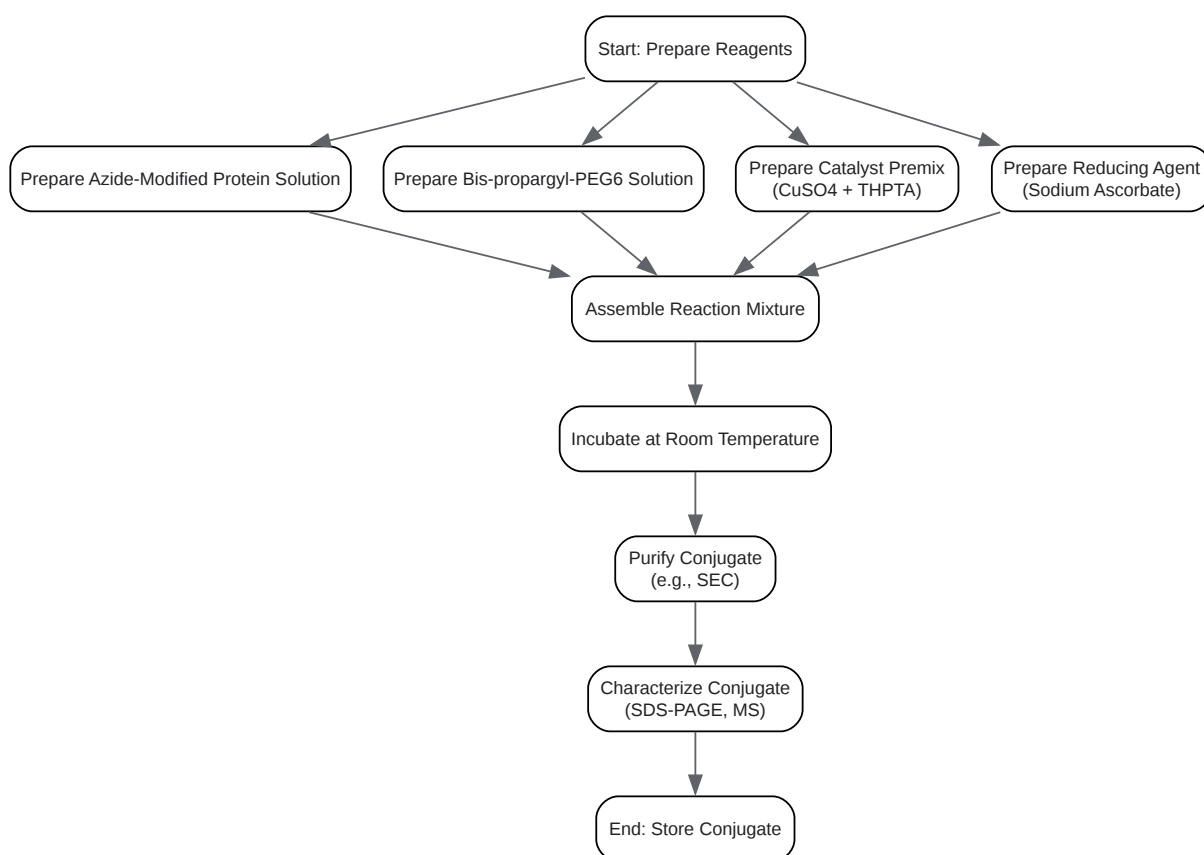 Start: Prepare Reagents
Prepare Azide-Modified Protein Solution
Prepare Bis-propargyl-PEG6 Solution
Prepare Catalyst Premix
(CuSO4 + THPTA)
Prepare Reducing Agent
(Sodium Ascorbate)
Assemble Reaction Mixture
Incubate at Room Temperature
Purify Conjugate
(e.g., SEC)
Characterize Conjugate
(SDS-PAGE, MS)
End: Store Conjugate